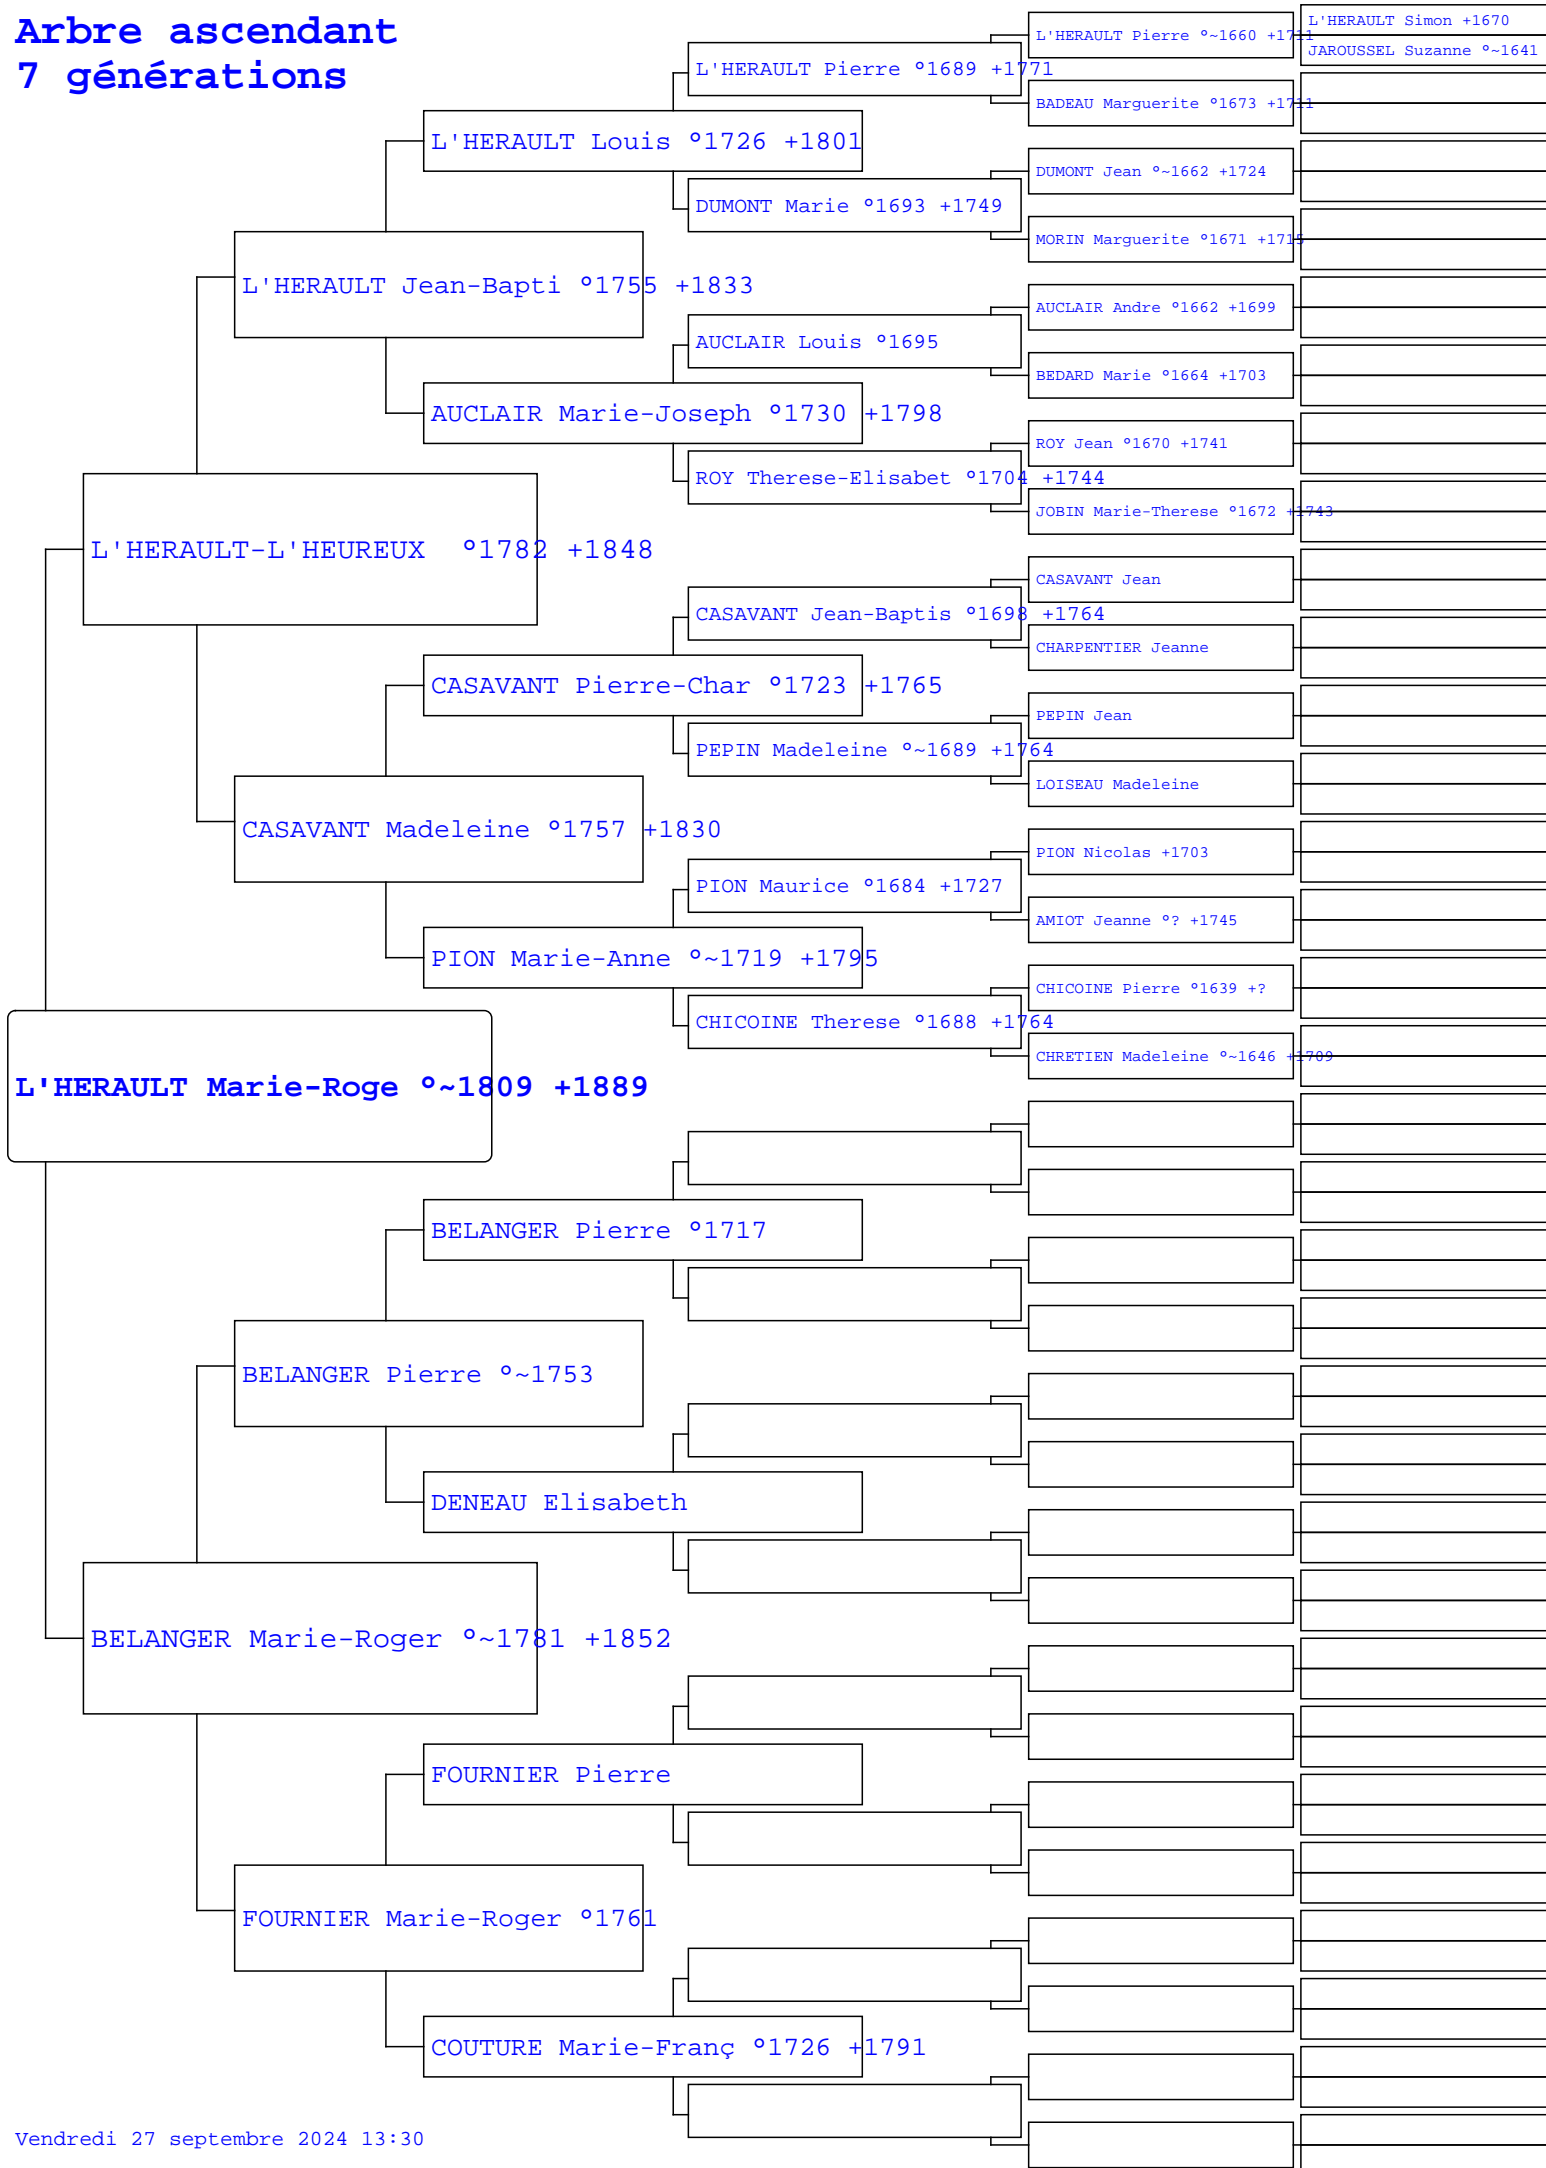 Arbre ascendant
7 générations
L'HERAULT Simon +1670
L'HERAULT Pierre °~1660 +1711
JAROUSSEL Suzanne °~1641
L'HERAULT Pierre °1689 +1771
BADEAU Marguerite °1673 +1711
L'HERAULT Louis °1726 +1801
DUMONT Jean °~1662 +1724
DUMONT Marie °1693 +1749
MORIN Marguerite °1671 +1715
L'HERAULT Jean-Bapti °1755 +1833
AUCLAIR Andre °1662 +1699
AUCLAIR Louis °1695
BEDARD Marie °1664 +1703
AUCLAIR Marie-Joseph °1730 +1798
ROY Jean °1670 +1741
ROY Therese-Elisabet °1704 +1744
JOBIN Marie-Therese °1672 +1743
L'HERAULT-L'HEUREUX  °1782 +1848
CASAVANT Jean
CASAVANT Jean-Baptis °1698 +1764
CHARPENTIER Jeanne
CASAVANT Pierre-Char °1723 +1765
PEPIN Jean
PEPIN Madeleine °~1689 +1764
LOISEAU Madeleine
CASAVANT Madeleine °1757 +1830
PION Nicolas +1703
PION Maurice °1684 +1727
AMIOT Jeanne °? +1745
PION Marie-Anne °~1719 +1795
CHICOINE Pierre °1639 +?
CHICOINE Therese °1688 +1764
CHRETIEN Madeleine °~1646 +1709
L'HERAULT Marie-Roge °~1809 +1889
BELANGER Pierre °1717
BELANGER Pierre °~1753
DENEAU Elisabeth
BELANGER Marie-Roger °~1781 +1852
FOURNIER Pierre
FOURNIER Marie-Roger °1761
COUTURE Marie-Franç °1726 +1791
Vendredi 27 septembre 2024 13:30